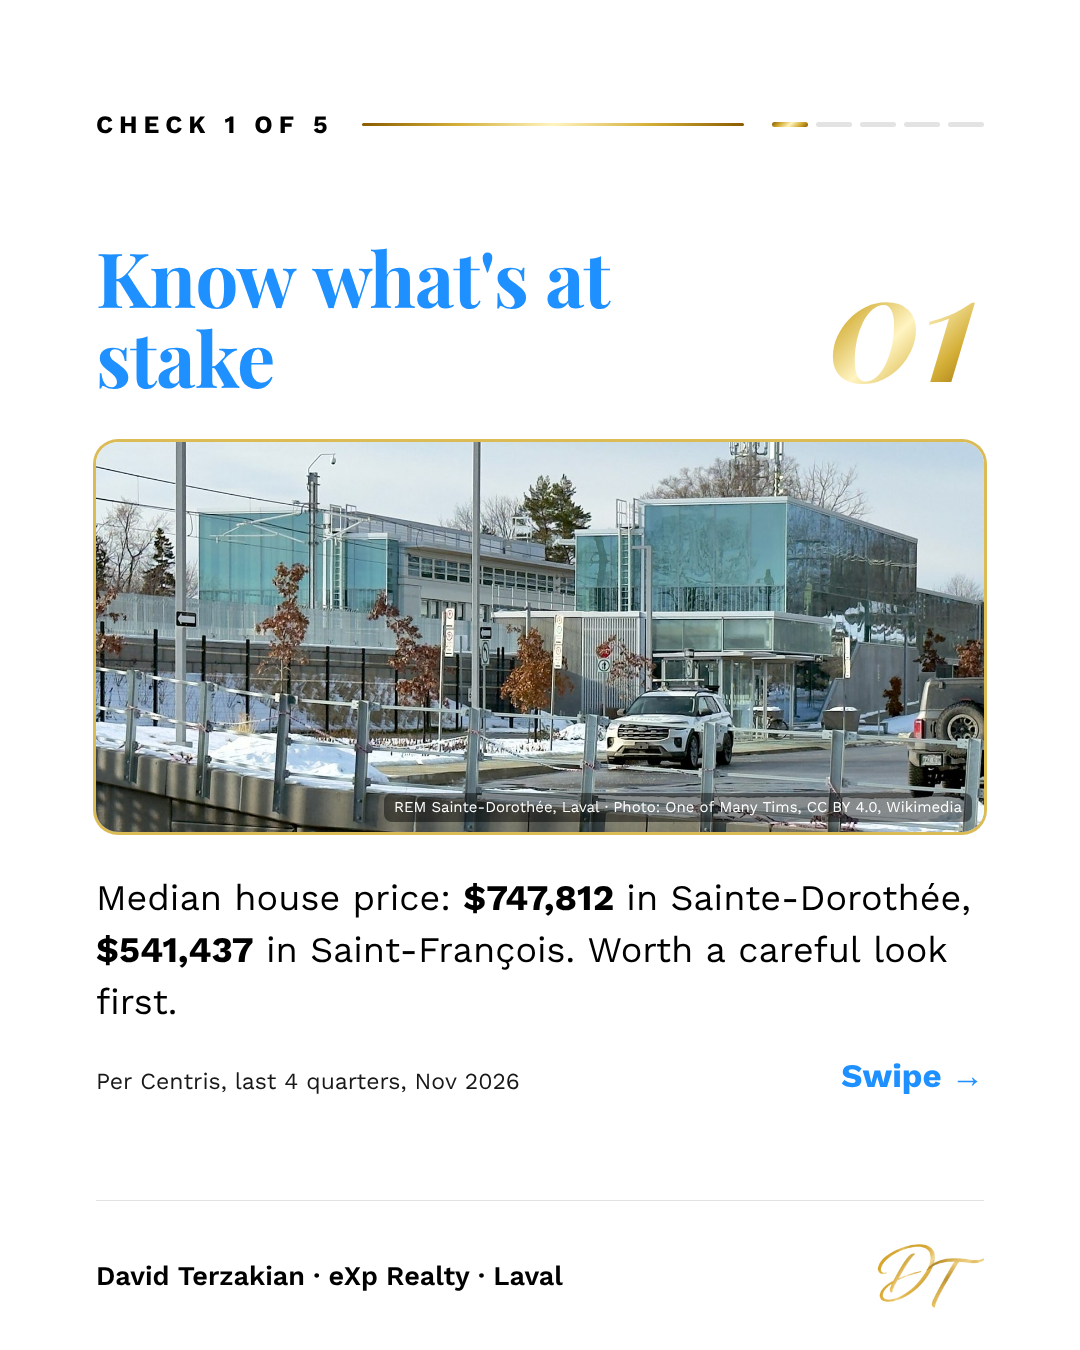 CHECK 1 OF 5
Know what's at
stake
01
REM Sainte-Dorothée, Laval · Photo: One of Many Tims, CC BY 4.0, Wikimedia
Median house price: $747,812 in Sainte-Dorothée,
$541,437 in Saint-François. Worth a careful look
first.
Per Centris, last 4 quarters, Nov 2026
Swipe →
David Terzakian · eXp Realty · Laval
DT